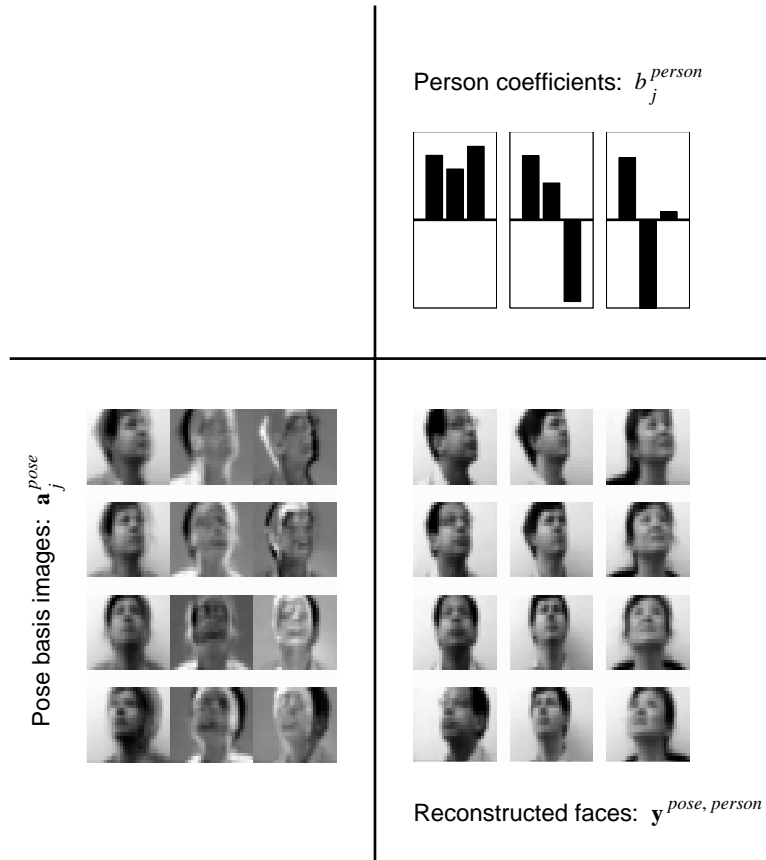 Person coefficients: b_j^{person}
Pose basis images: a_j^{pose}
Reconstructed faces: y^{pose, person}